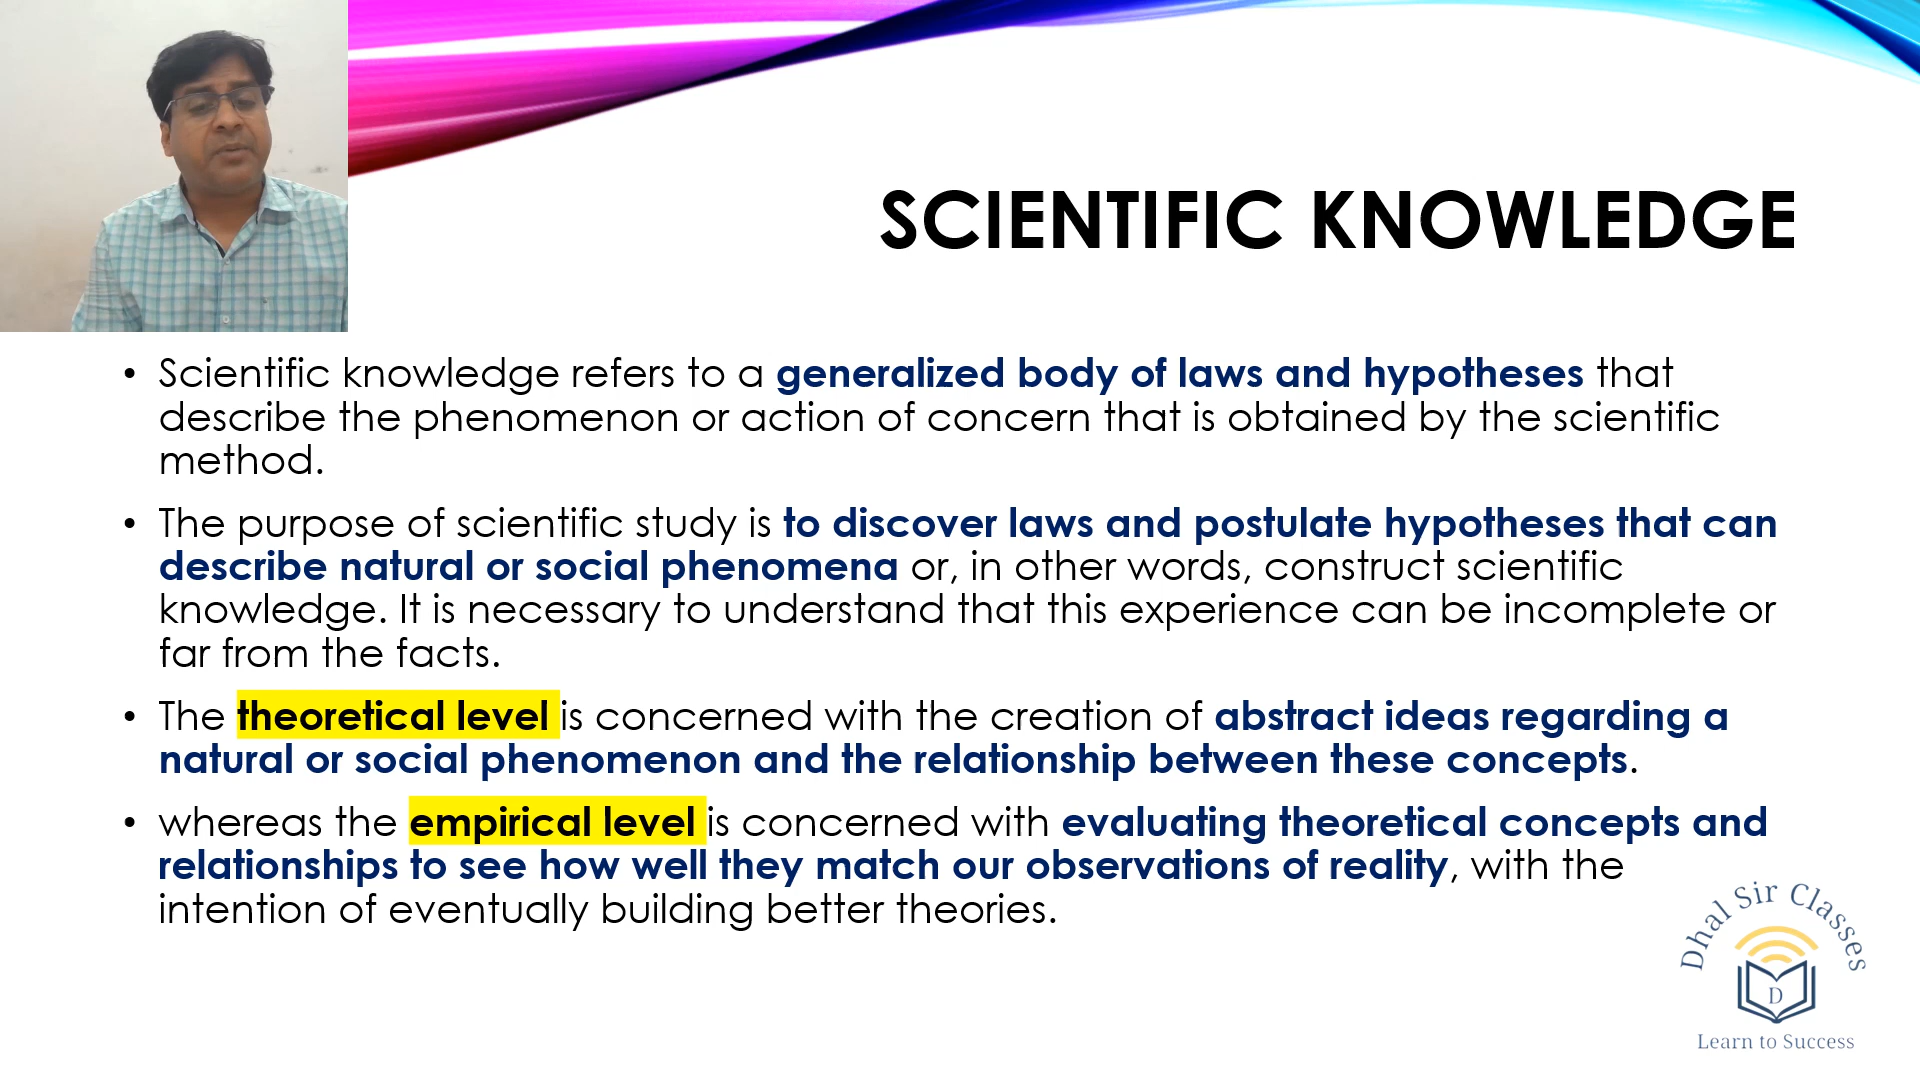 SCIENTIFIC KNOWLEDGE
• Scientific knowledge refers to a generalized body of laws and hypotheses that
describe the phenomenon or action of concern that is obtained by the scientific
method.
• The purpose of scientific study is to discover laws and postulate hypotheses that can
describe natural or social phenomena or, in other words, construct scientific
knowledge. It is necessary to understand that this experience can be incomplete or
far from the facts.
• The theoretical level is concerned with the creation of abstract ideas regarding a
natural or social phenomenon and the relationship between these concepts.
• whereas the empirical level is concerned with evaluating theoretical concepts and
relationships to see how well they match our observations of reality, with the
intention of eventually building better theories.
Dhal Sir Classes
D
Learn to Success